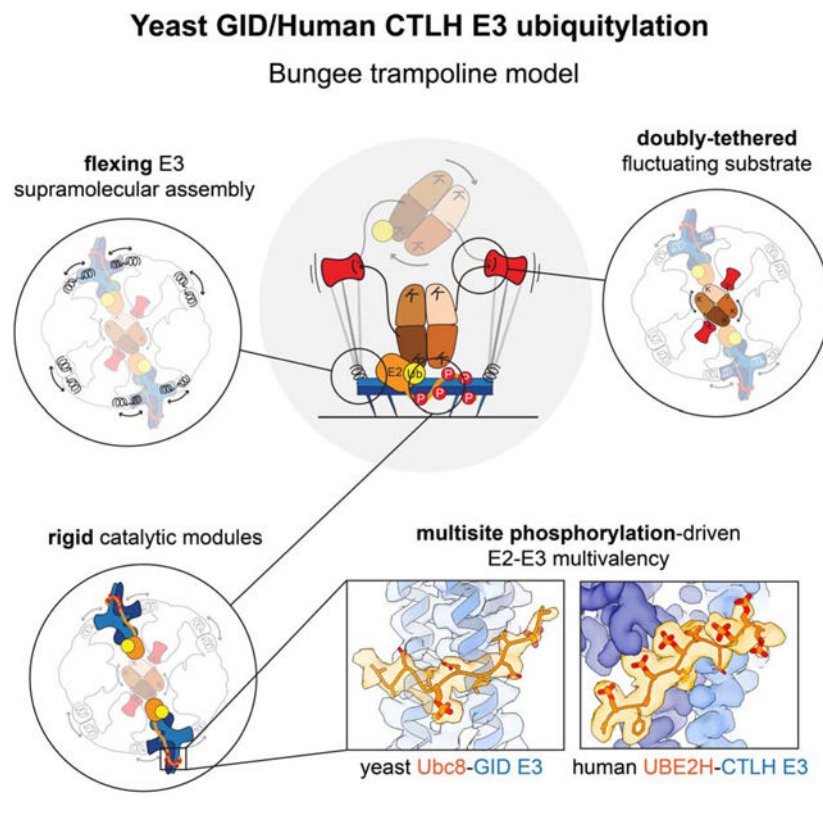 Yeast GID/Human CTLH E3 ubiquitylation
Bungee trampoline model
flexing E3
supramolecular assembly
doubly-tethered
fluctuating substrate
K
K
K
K
K
K
E2
Ub
P
P
P
P
P
rigid catalytic modules
multisite phosphorylation-driven
E2-E3 multivalency
yeast Ubc8-GID E3
human UBE2H-CTLH E3